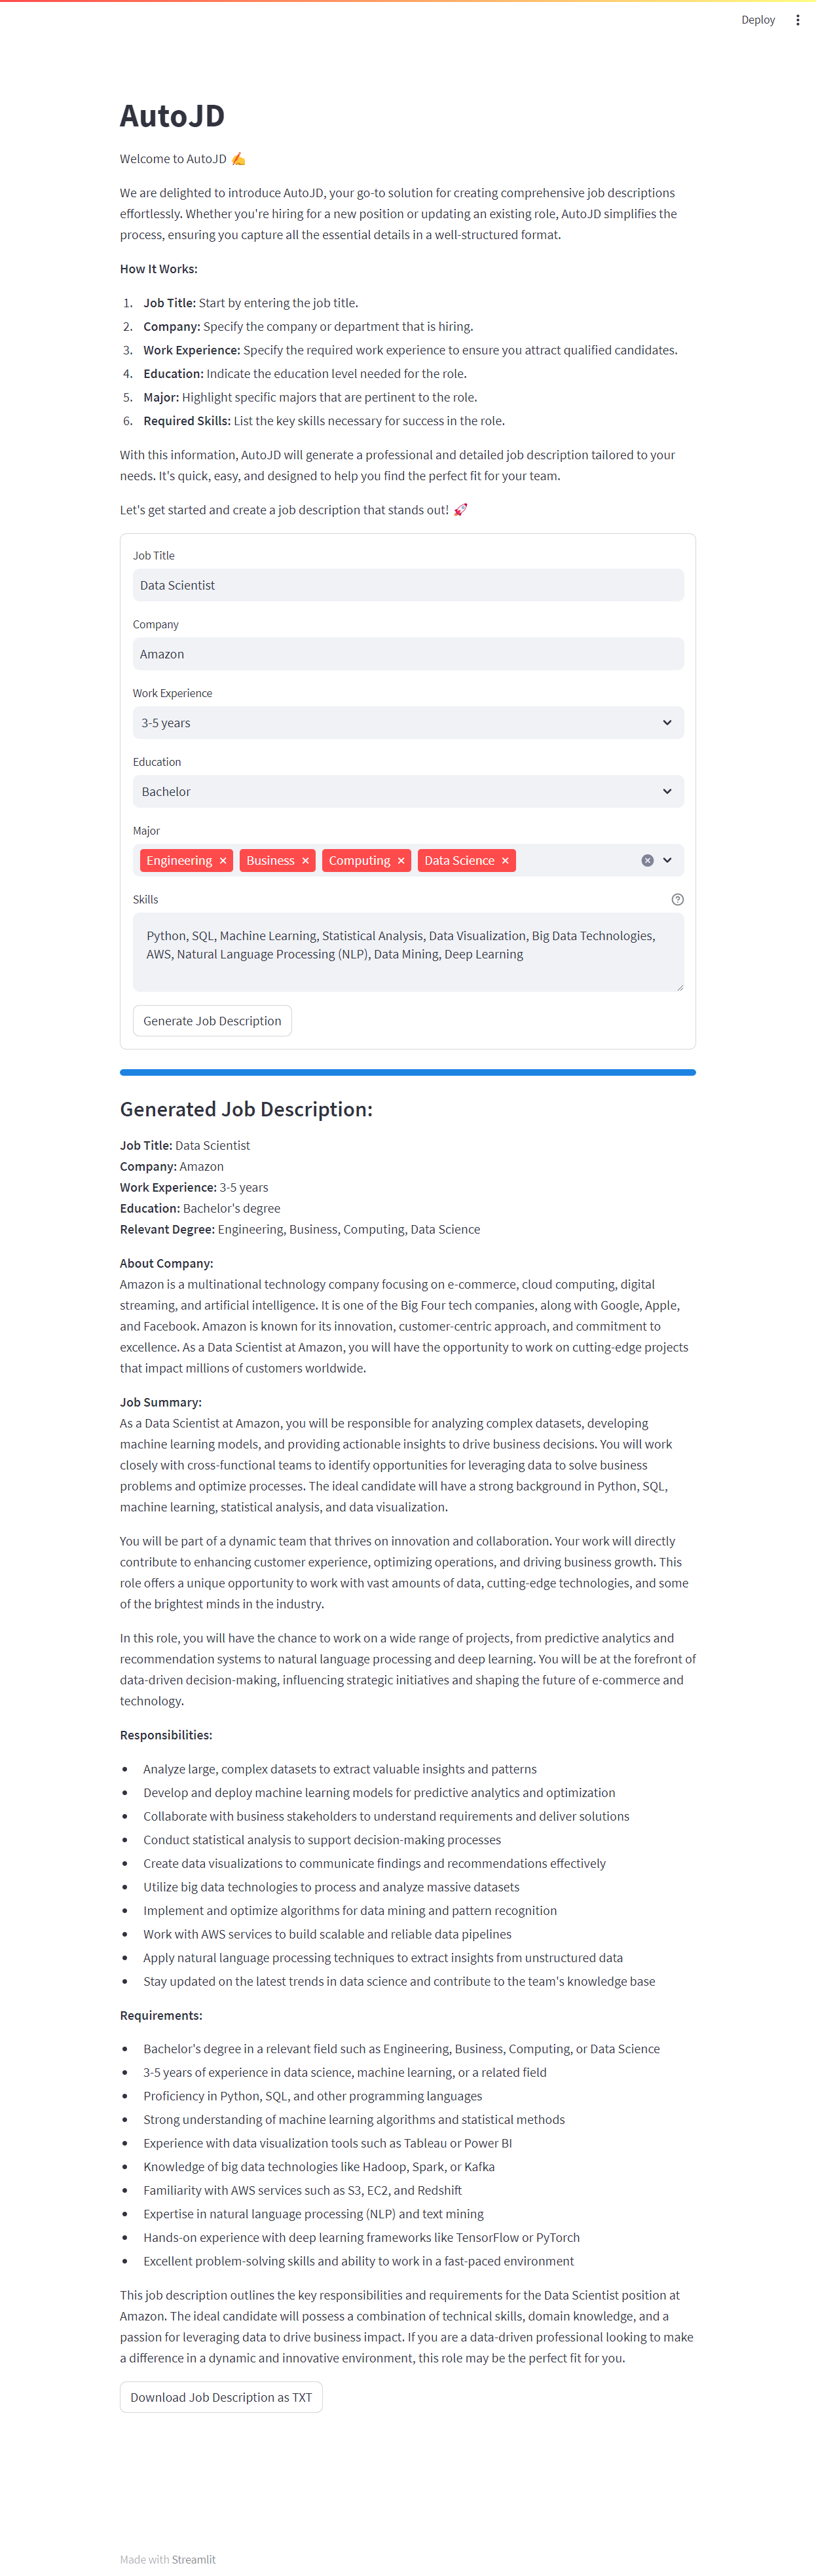 Deploy
AutoJD
Welcome to AutoJD ✍️
We are delighted to introduce AutoJD, your go-to solution for creating comprehensive job descriptions
effortlessly. Whether you're hiring for a new position or updating an existing role, AutoJD simplifies the
process, ensuring you capture all the essential details in a well-structured format.
How It Works:
1. Job Title: Start by entering the job title.
2. Company: Specify the company or department that is hiring.
3. Work Experience: Specify the required work experience to ensure you attract qualified candidates.
4. Education: Indicate the education level needed for the role.
5. Major: Highlight specific majors that are pertinent to the role.
6. Required Skills: List the key skills necessary for success in the role.
With this information, AutoJD will generate a professional and detailed job description tailored to your
needs. It's quick, easy, and designed to help you find the perfect fit for your team.
Let's get started and create a job description that stands out! 🚀
Job Title
Data Scientist
Company
Amazon
Work Experience
3-5 years
Education
Bachelor
Major
Engineering × Business × Computing × Data Science ×
Skills
Python, SQL, Machine Learning, Statistical Analysis, Data Visualization, Big Data Technologies,
AWS, Natural Language Processing (NLP), Data Mining, Deep Learning
Generate Job Description
Generated Job Description:
Job Title: Data Scientist
Company: Amazon
Work Experience: 3-5 years
Education: Bachelor's degree
Relevant Degree: Engineering, Business, Computing, Data Science
About Company:
Amazon is a multinational technology company focusing on e-commerce, cloud computing, digital
streaming, and artificial intelligence. It is one of the Big Four tech companies, along with Google, Apple,
and Facebook. Amazon is known for its innovation, customer-centric approach, and commitment to
excellence. As a Data Scientist at Amazon, you will have the opportunity to work on cutting-edge projects
that impact millions of customers worldwide.
Job Summary:
As a Data Scientist at Amazon, you will be responsible for analyzing complex datasets, developing
machine learning models, and providing actionable insights to drive business decisions. You will work
closely with cross-functional teams to identify opportunities for leveraging data to solve business
problems and optimize processes. The ideal candidate will have a strong background in Python, SQL,
machine learning, statistical analysis, and data visualization.
You will be part of a dynamic team that thrives on innovation and collaboration. Your work will directly
contribute to enhancing customer experience, optimizing operations, and driving business growth. This
role offers a unique opportunity to work with vast amounts of data, cutting-edge technologies, and some
of the brightest minds in the industry.
In this role, you will have the chance to work on a wide range of projects, from predictive analytics and
recommendation systems to natural language processing and deep learning. You will be at the forefront of
data-driven decision-making, influencing strategic initiatives and shaping the future of e-commerce and
technology.
Responsibilities:
• Analyze large, complex datasets to extract valuable insights and patterns
• Develop and deploy machine learning models for predictive analytics and optimization
• Collaborate with business stakeholders to understand requirements and deliver solutions
• Conduct statistical analysis to support decision-making processes
• Create data visualizations to communicate findings and recommendations effectively
• Utilize big data technologies to process and analyze massive datasets
• Implement and optimize algorithms for data mining and pattern recognition
• Work with AWS services to build scalable and reliable data pipelines
• Apply natural language processing techniques to extract insights from unstructured data
• Stay updated on the latest trends in data science and contribute to the team's knowledge base
Requirements:
• Bachelor's degree in a relevant field such as Engineering, Business, Computing, or Data Science
• 3-5 years of experience in data science, machine learning, or a related field
• Proficiency in Python, SQL, and other programming languages
• Strong understanding of machine learning algorithms and statistical methods
• Experience with data visualization tools such as Tableau or Power BI
• Knowledge of big data technologies like Hadoop, Spark, or Kafka
• Familiarity with AWS services such as S3, EC2, and Redshift
• Expertise in natural language processing (NLP) and text mining
• Hands-on experience with deep learning frameworks like TensorFlow or PyTorch
• Excellent problem-solving skills and ability to work in a fast-paced environment
This job description outlines the key responsibilities and requirements for the Data Scientist position at
Amazon. The ideal candidate will possess a combination of technical skills, domain knowledge, and a
passion for leveraging data to drive business impact. If you are a data-driven professional looking to make
a difference in a dynamic and innovative environment, this role may be the perfect fit for you.
Download Job Description as TXT
Made with Streamlit